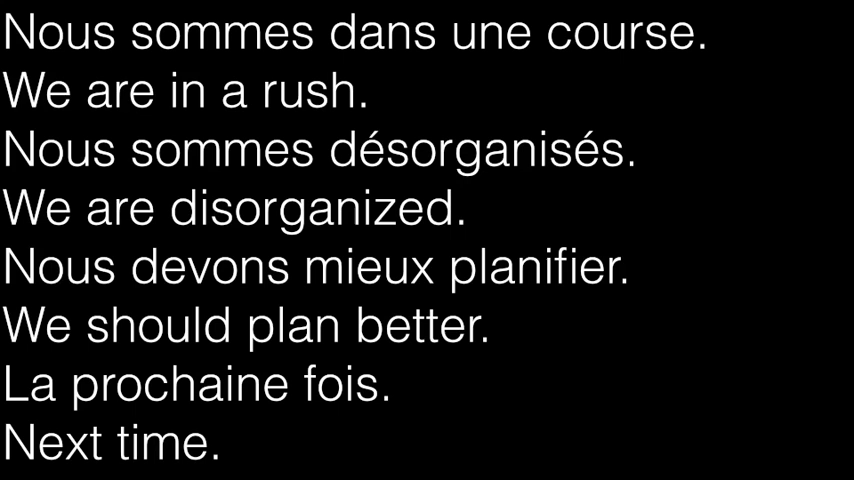 Nous sommes dans une course.
We are in a rush.
Nous sommes désorganisés.
We are disorganized.
Nous devons mieux planifier.
We should plan better.
La prochaine fois.
Next time.